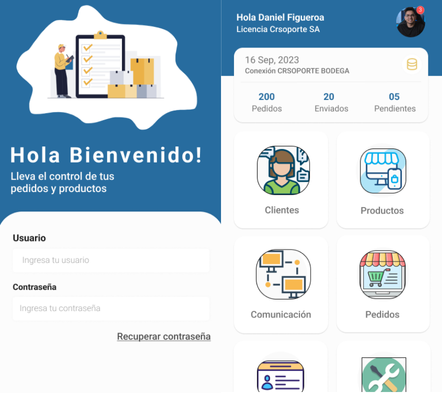 Hola Bienvenido!
Lleva el control de tus
pedidos y productos
Usuario
Ingresa tu usuario
Contraseña
Ingresa tu contraseña
Recuperar contraseña
Hola Daniel Figueroa
Licencia Crsoporte SA
3
16 Sep, 2023
Conexión CRSOPORTE BODEGA
200
20
05
Pedidos
Enviados
Pendientes
Clientes
Productos
Comunicación
Pedidos